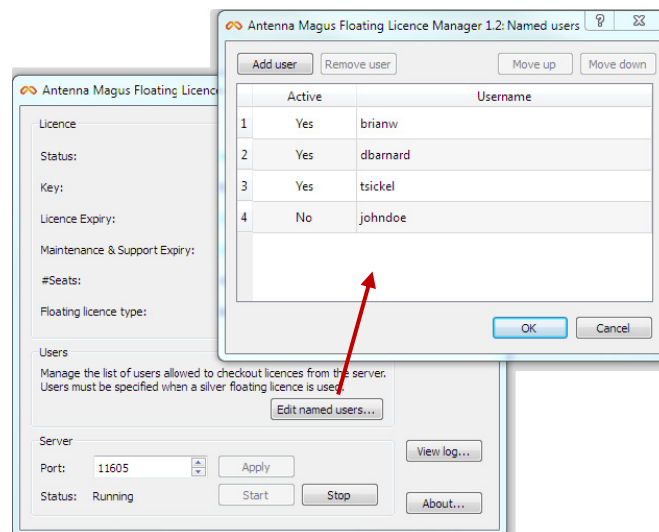 Antenna Magus Floating Licence Manager 1.2: Named users
Add user
Remove user
Move up
Move down
Active
Username
1
Yes
brianw
2
Yes
dbarnard
3
Yes
tsickel
4
No
johndoe
OK
Cancel
Antenna Magus Floating Licenc
Licence
Status:
Key:
Licence Expiry:
Maintenance & Support Expiry:
#Seats:
Floating licence type:
Users
Manage the list of users allowed to checkout licences from the server.
Users must be specified when a silver floating licence is used.
Edit named users...
Server
Port:
11605
Apply
Status:
Running
Start
Stop
View log...
About...